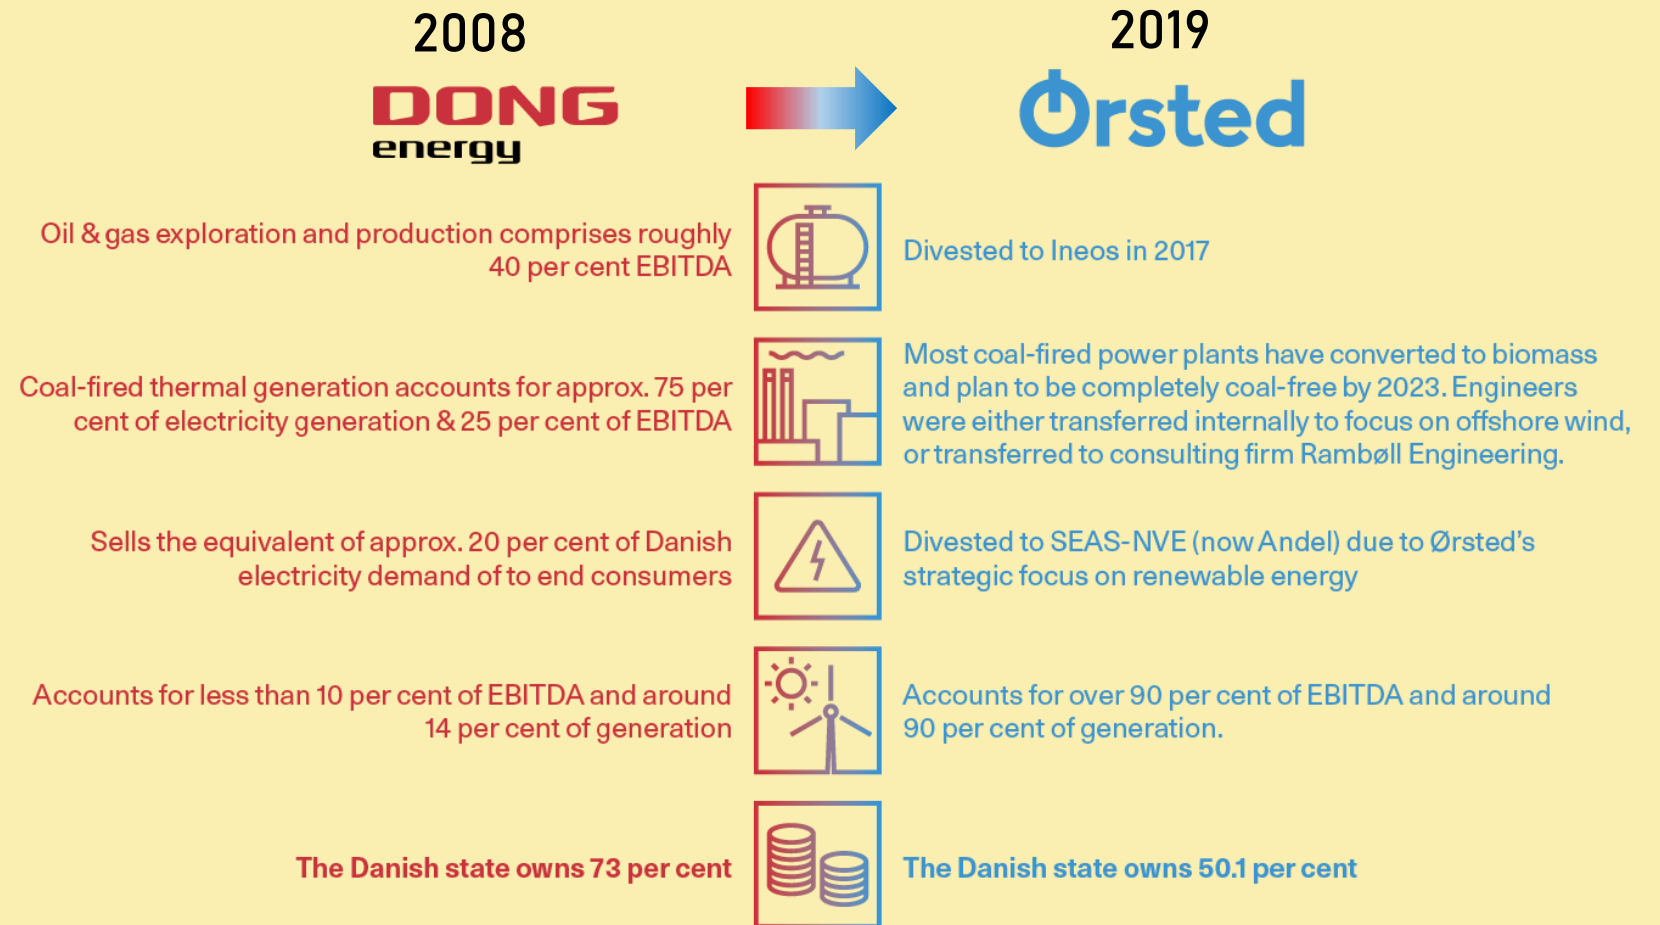 2008
2019
DONG
energy
Ørsted
Oil & gas exploration and production comprises roughly
40 per cent EBITDA
Divested to Ineos in 2017
Coal-fired thermal generation accounts for approx. 75 per
cent of electricity generation & 25 per cent of EBITDA
Most coal-fired power plants have converted to biomass
and plan to be completely coal-free by 2023. Engineers
were either transferred internally to focus on offshore wind,
or transferred to consulting firm Rambøll Engineering.
Sells the equivalent of approx. 20 per cent of Danish
electricity demand of to end consumers
Divested to SEAS-NVE (now Andel) due to Ørsted’s
strategic focus on renewable energy
Accounts for less than 10 per cent of EBITDA and around
14 per cent of generation
Accounts for over 90 per cent of EBITDA and around
90 per cent of generation.
The Danish state owns 73 per cent
The Danish state owns 50.1 per cent